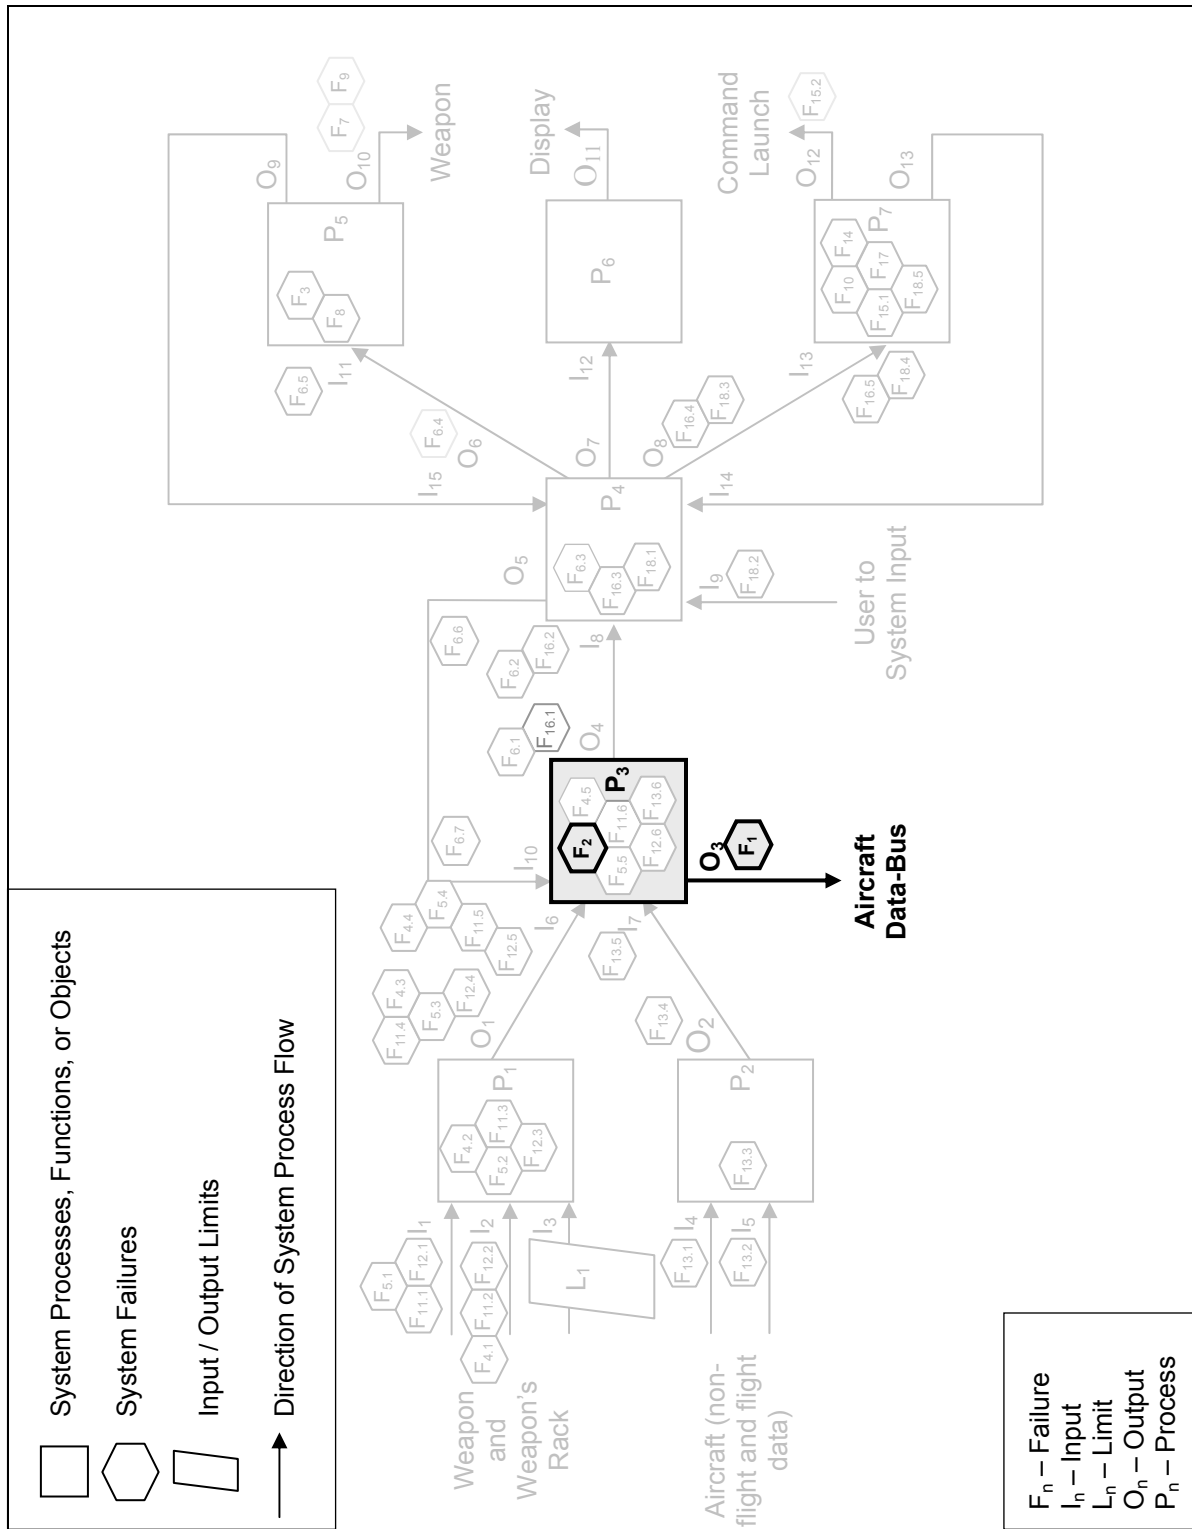 System Processes, Functions, or Objects
System Failures
Input / Output Limits
Direction of System Process Flow
Weapon
and
Weapon's
Rack
Aircraft (non-
flight and flight
data)
F5.1
F11.1
F12.1
I1
F4.1
F11.2
F12.2
I2
L1
I3
F13.1
I4
F13.2
I5
P1
F4.2
F5.2
F11.3
F12.3
P2
F13.3
F11.4
F4.3
F5.3
F12.4
O1
F13.4
O2
F4.4
F5.4
F11.5
F12.5
I6
F13.5
I7
F6.7
I10
P3
F2
F4.5
F5.5
F11.6
F12.6
F13.6
O3
F1
Aircraft
Data-Bus
F6.1
F16.1
O4
F6.2
F16.2
I8
F6.6
O5
P4
F6.3
F16.3
F18.1
I9
F18.2
User to
System Input
I15
I14
F6.4
O6
O7
O8
F16.4
F18.3
F6.5
I11
I12
I13
F16.5
F18.4
P5
F3
F8
P6
P7
F10
F14
F15.1
F17
F18.5
O9
O10
F7
F9
Weapon
O11
Display
O12
F15.2
Command
Launch
O13
Fn – Failure
In – Input
Ln – Limit
On – Output
Pn – Process